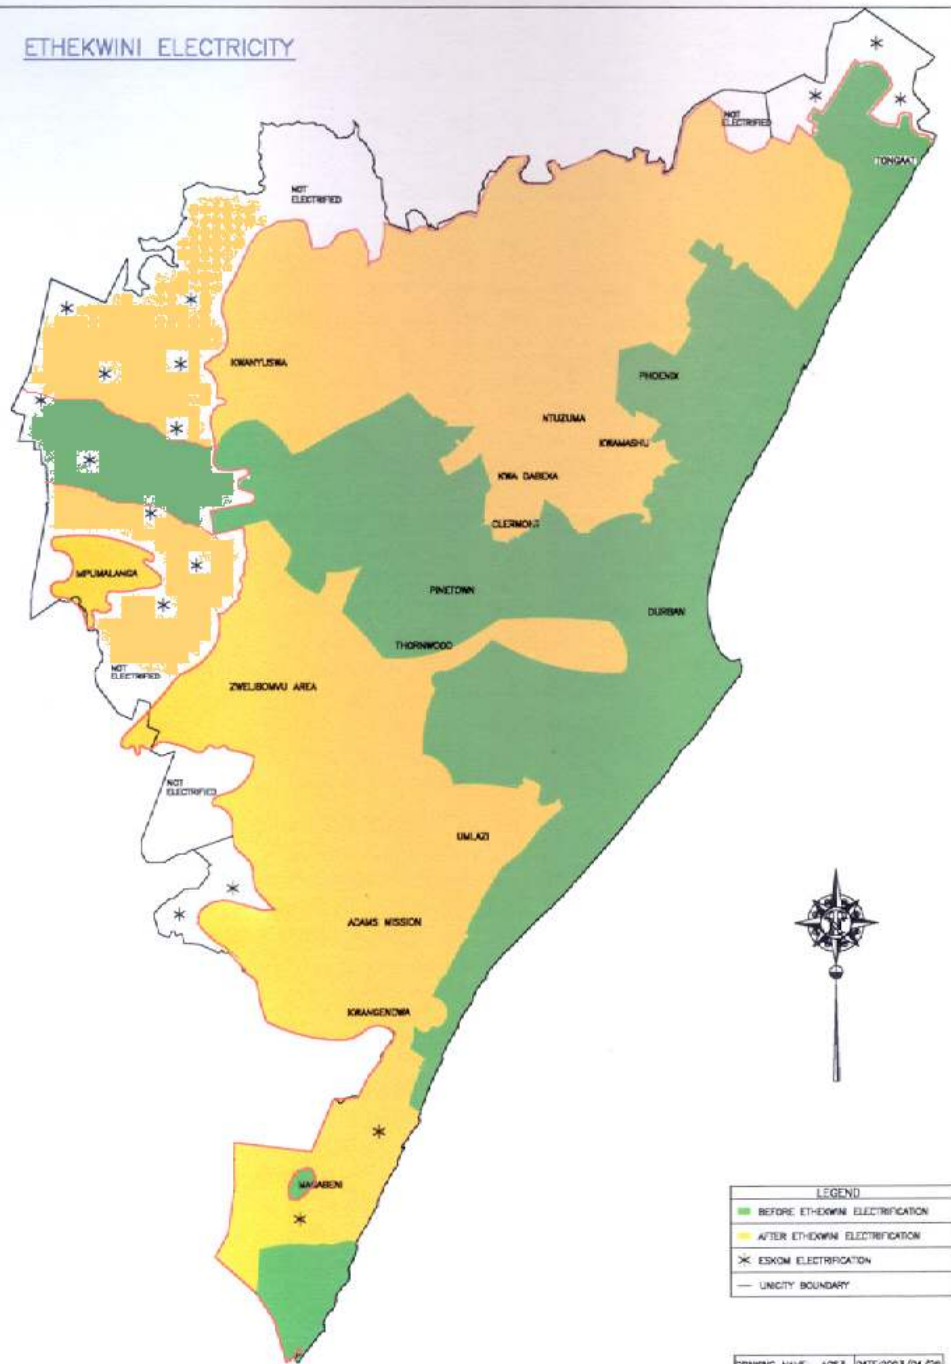 ETHEKWINI ELECTRICITY
NOT
ELECTRIFIED
TONGAAT
NOT
ELECTRIFIED
KWANYUSWA
PHOENIX
NTUZUMA
KWAMASHU
KWA DABEKA
CLERMONT
MPUMALANGA
PINETOWN
DURBAN
THORNWOOD
NOT
ELECTRIFIED
ZWELIBOMVU AREA
NOT
ELECTRIFIED
UMLAZI
ADAMS MISSION
KWANGENDWA
MAGABENI
LEGEND
BEFORE ETHEKWINI ELECTRIFICATION
AFTER ETHEKWINI ELECTRIFICATION
ESKOM ELECTRIFICATION
UNICITY BOUNDARY